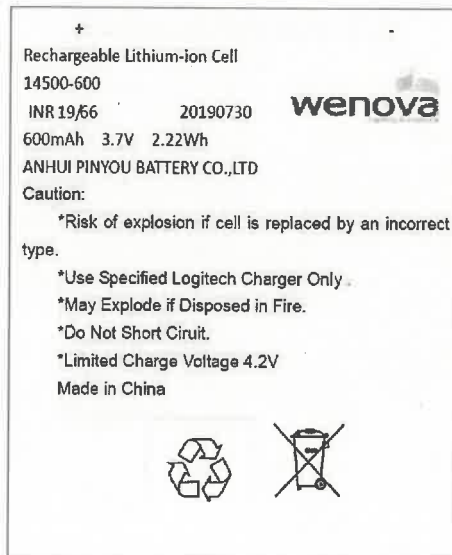 + -
Rechargeable Lithium-ion Cell
14500-600
INR 19/66 20190730 wenova
600mAh 3.7V 2.22Wh
ANHUI PINYOU BATTERY CO.,LTD
Caution:
*Risk of explosion if cell is replaced by an incorrect
type.
*Use Specified Logitech Charger Only
*May Explode if Disposed in Fire.
*Do Not Short Ciruit.
*Limited Charge Voltage 4.2V
Made in China